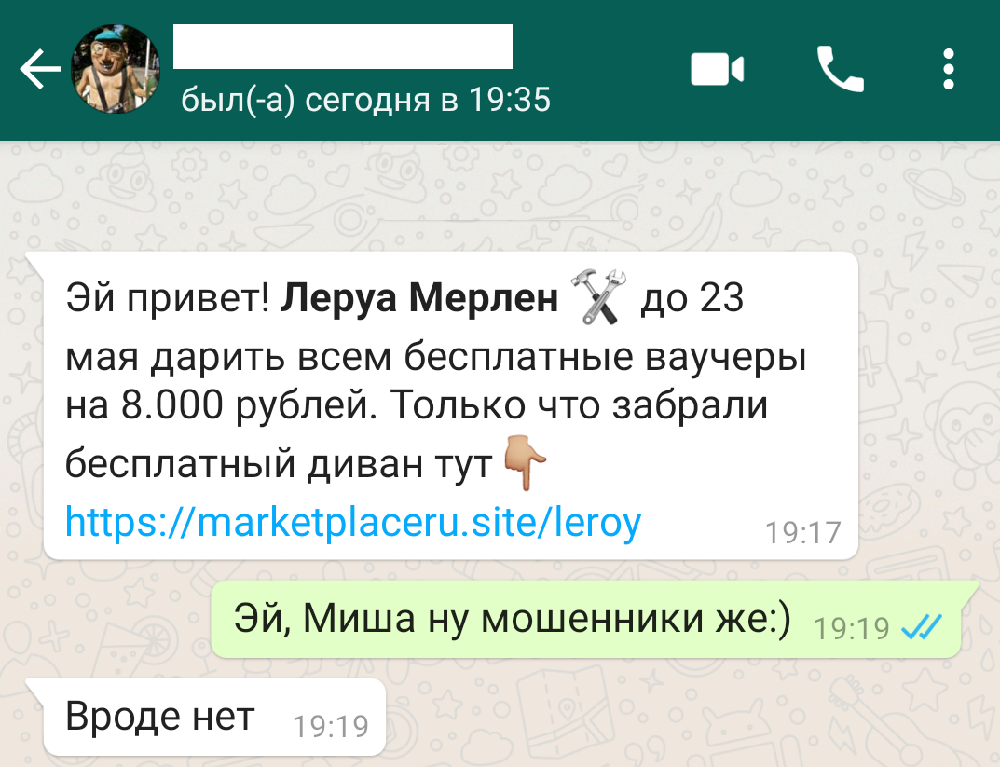 был(-а) сегодня в 19:35
Эй привет! Леруа Мерлен 🛠 до 23
мая дарить всем бесплатные ваучеры
на 8.000 рублей. Только что забрали
бесплатный диван тут👇
https://marketplaceru.site/leroy 19:17
Эй, Миша ну мошенники же:) 19:19
Вроде нет 19:19